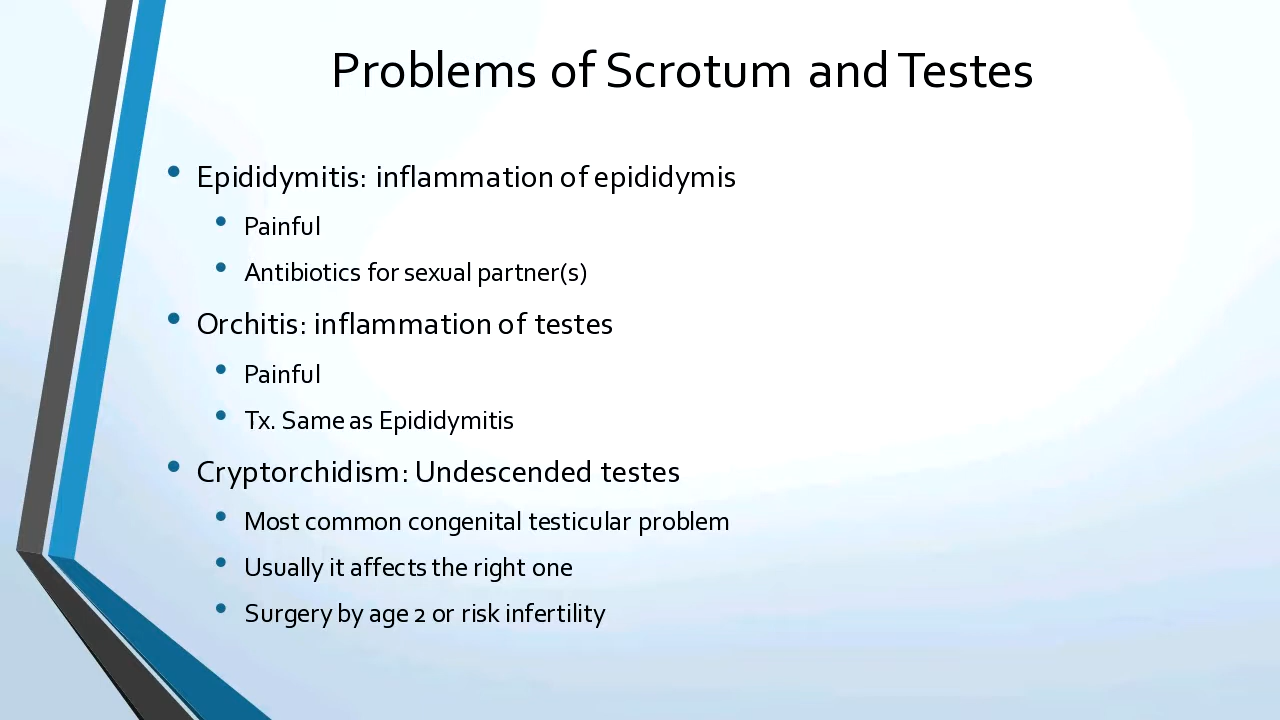 Problems of Scrotum and Testes
• Epididymitis: inflammation of epididymis
• Painful
• Antibiotics for sexual partner(s)
• Orchitis: inflammation of testes
• Painful
• Tx. Same as Epididymitis
• Cryptorchidism: Undescended testes
• Most common congenital testicular problem
• Usually it affects the right one
• Surgery by age 2 or risk infertility